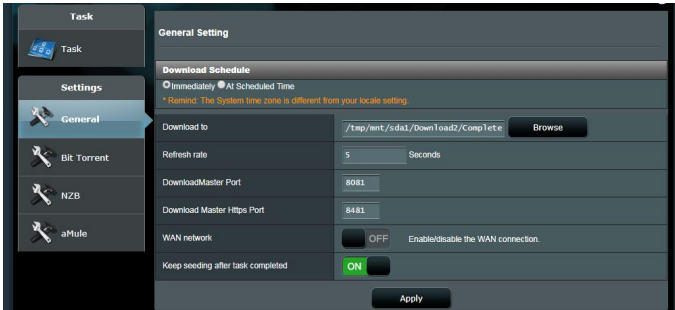 Task
Task
Settings
General
Bit Torrent
NZB
aMule
General Setting
Download Schedule
Immediately At Scheduled Time
* Remind: The System time zone is different from your locale setting.
Download to /tmp/mnt/sda1/Download2/Complete Browse
Refresh rate 5 Seconds
DownloadMaster Port 8081
Download Master Https Port 8481
WAN network OFF Enable/disable the WAN connection.
Keep seeding after task completed ON
Apply